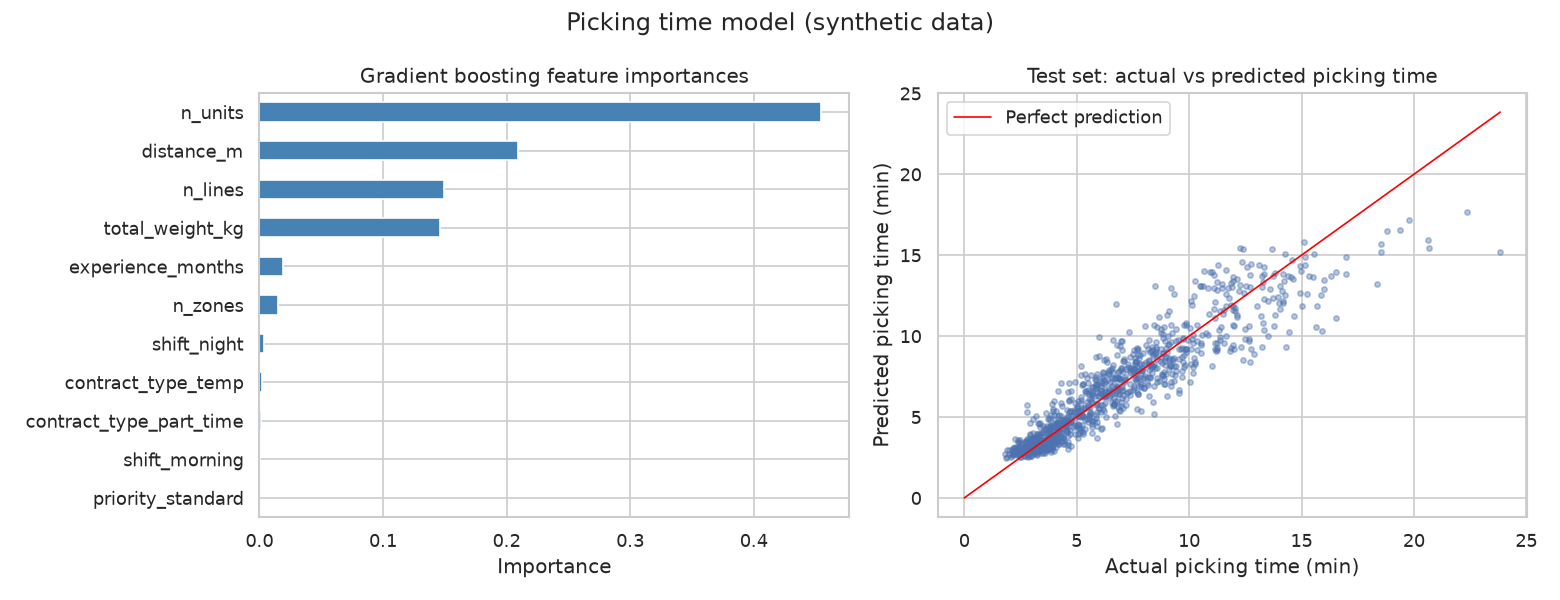 Picking time model (synthetic data)
Gradient boosting feature importances
n_units
distance_m
n_lines
total_weight_kg
experience_months
n_zones
shift_night
contract_type_temp
contract_type_part_time
shift_morning
priority_standard
0.0 0.1 0.2 0.3 0.4
Importance
Test set: actual vs predicted picking time
Perfect prediction
Predicted picking time (min)
25
20
15
10
5
0
0 5 10 15 20 25
Actual picking time (min)